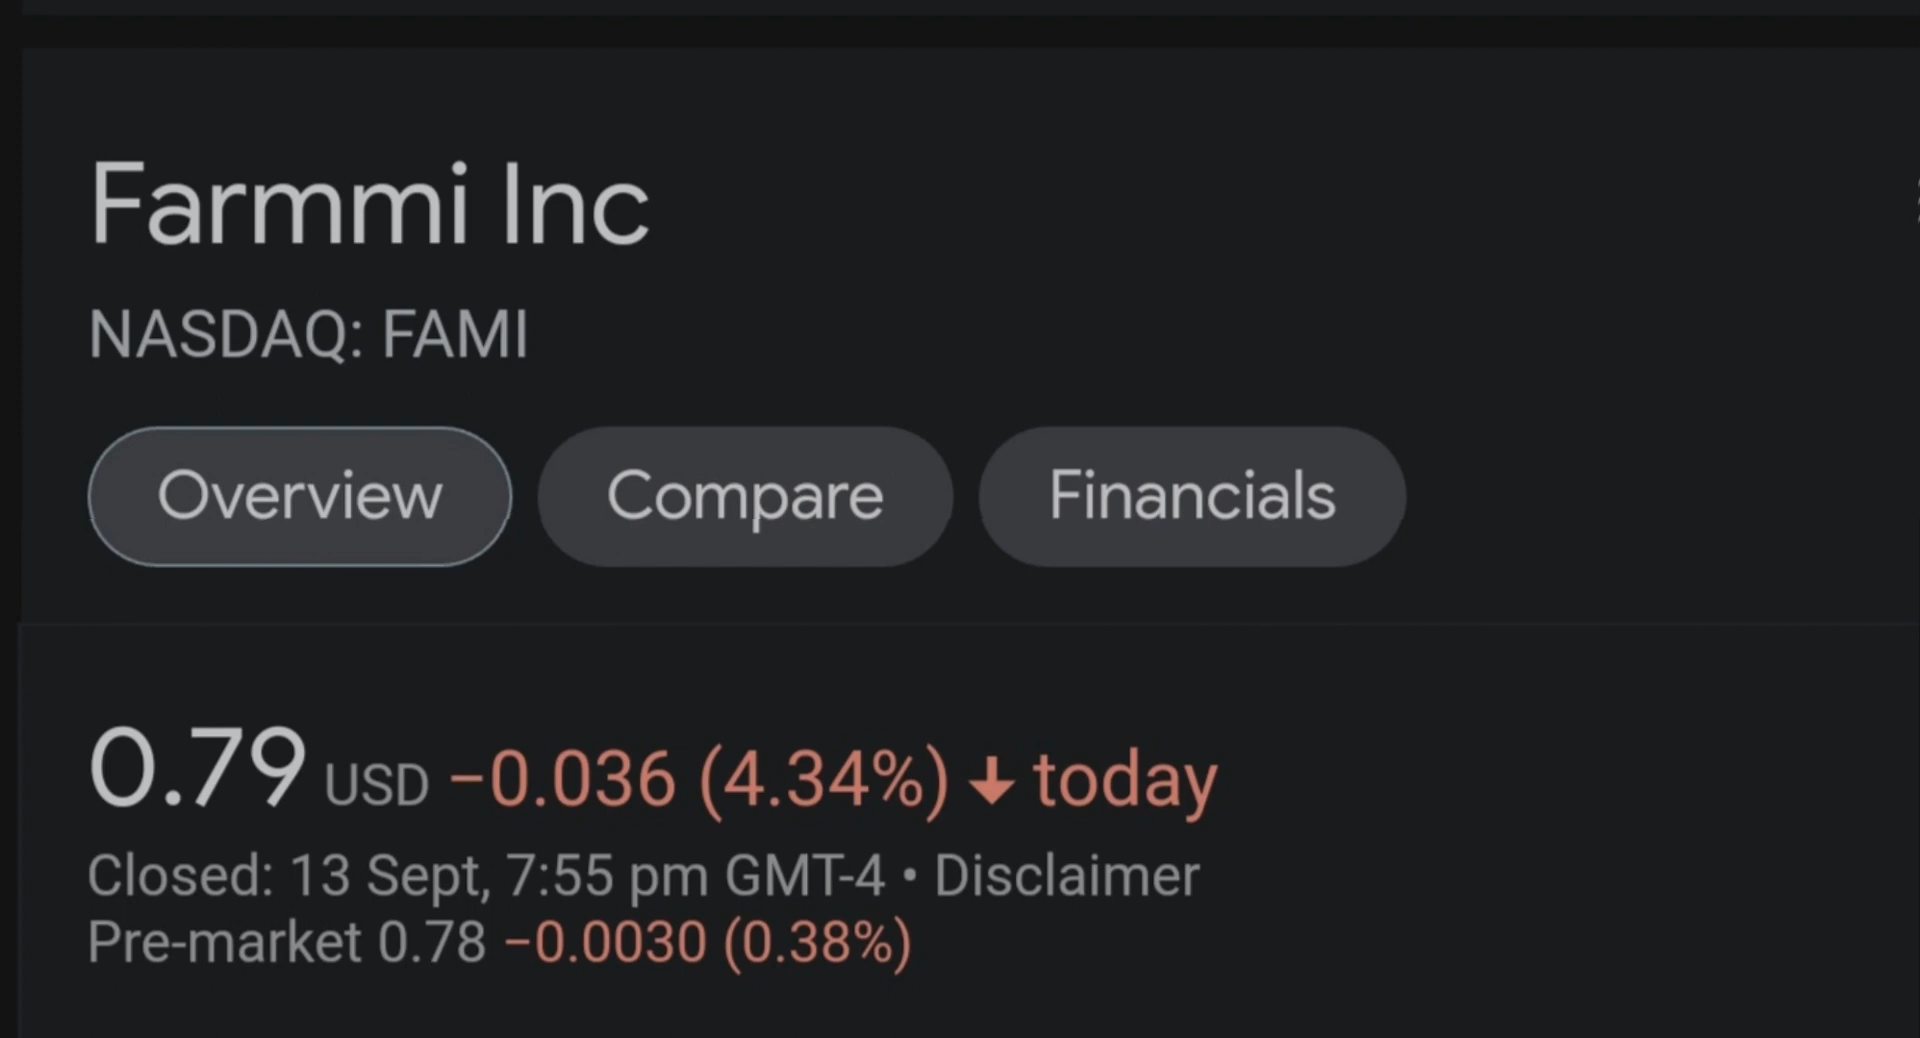 Farmmi Inc
NASDAQ: FAMI
Overview Compare Financials
0.79 USD −0.036 (4.34%) ↓ today
Closed: 13 Sept, 7:55 pm GMT-4 • Disclaimer
Pre-market 0.78 −0.0030 (0.38%)